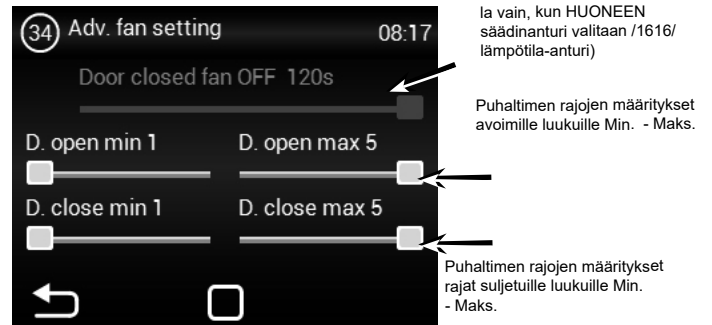 la vain, kun HUONEEN
säädinanturi valitaan /1616/
lämpötila-anturi)
34 Adv. fan setting 08:17
Door closed fan OFF 120s
Puhaltimen rajojen määritykset
avoimille luukuille Min. - Maks.
D. open min 1 D. open max 5
D. close min 1 D. close max 5
Puhaltimen rajojen määritykset
rajat suljetuille luukuille Min.
- Maks.